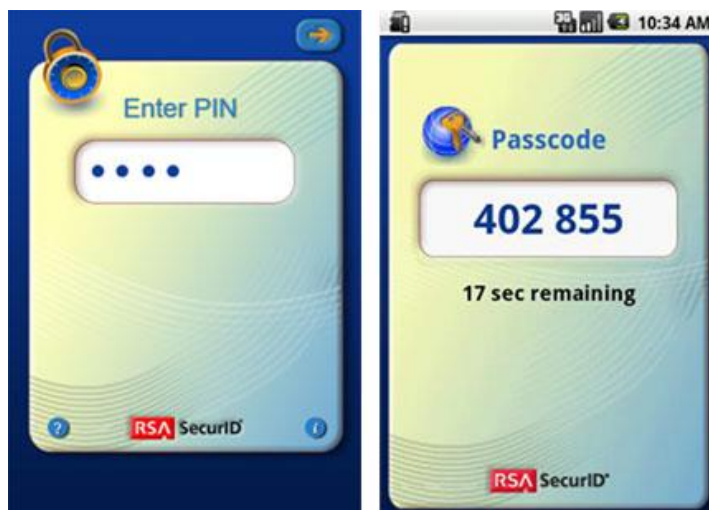 Enter PIN
RSA SecurID
10:34 AM
Passcode
402 855
17 sec remaining
RSA SecurID